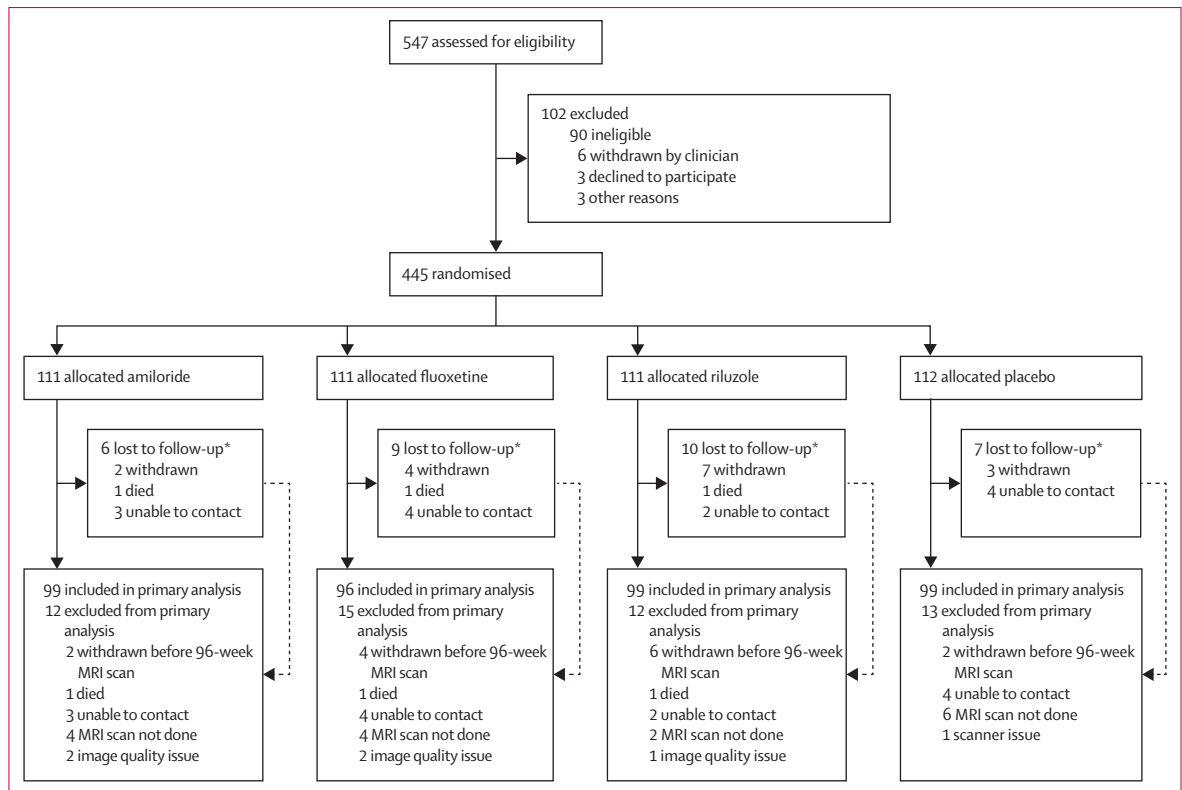 547 assessed for eligibility
102 excluded
90 ineligible
6 withdrawn by clinician
3 declined to participate
3 other reasons
445 randomised
111 allocated amiloride
111 allocated fluoxetine
111 allocated riluzole
112 allocated placebo
6 lost to follow-up*
2 withdrawn
1 died
3 unable to contact
9 lost to follow-up*
4 withdrawn
1 died
4 unable to contact
10 lost to follow-up*
7 withdrawn
1 died
2 unable to contact
7 lost to follow-up*
3 withdrawn
4 unable to contact
99 included in primary analysis
12 excluded from primary
analysis
2 withdrawn before 96-week
MRI scan
1 died
3 unable to contact
4 MRI scan not done
2 image quality issue
96 included in primary analysis
15 excluded from primary
analysis
4 withdrawn before 96-week
MRI scan
1 died
4 unable to contact
4 MRI scan not done
2 image quality issue
99 included in primary analysis
12 excluded from primary
analysis
6 withdrawn before 96-week
MRI scan
1 died
2 unable to contact
2 MRI scan not done
1 image quality issue
99 included in primary analysis
13 excluded from primary
analysis
2 withdrawn before 96-week
MRI scan
4 unable to contact
6 MRI scan not done
1 scanner issue